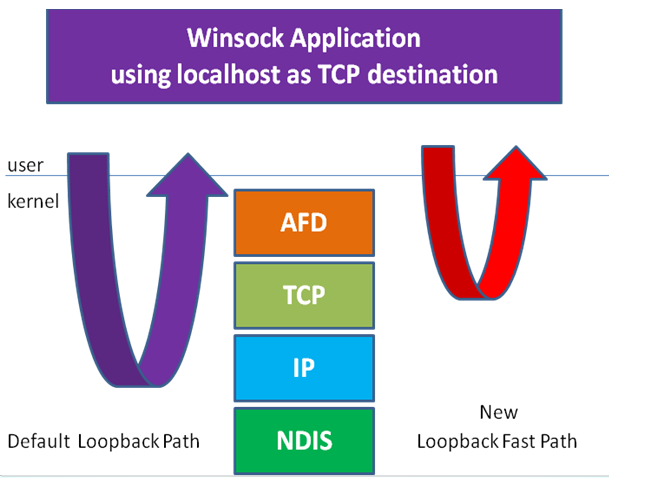 Winsock Application
using localhost as TCP destination
user
kernel
AFD
TCP
IP
NDIS
Default Loopback Path
New
Loopback Fast Path